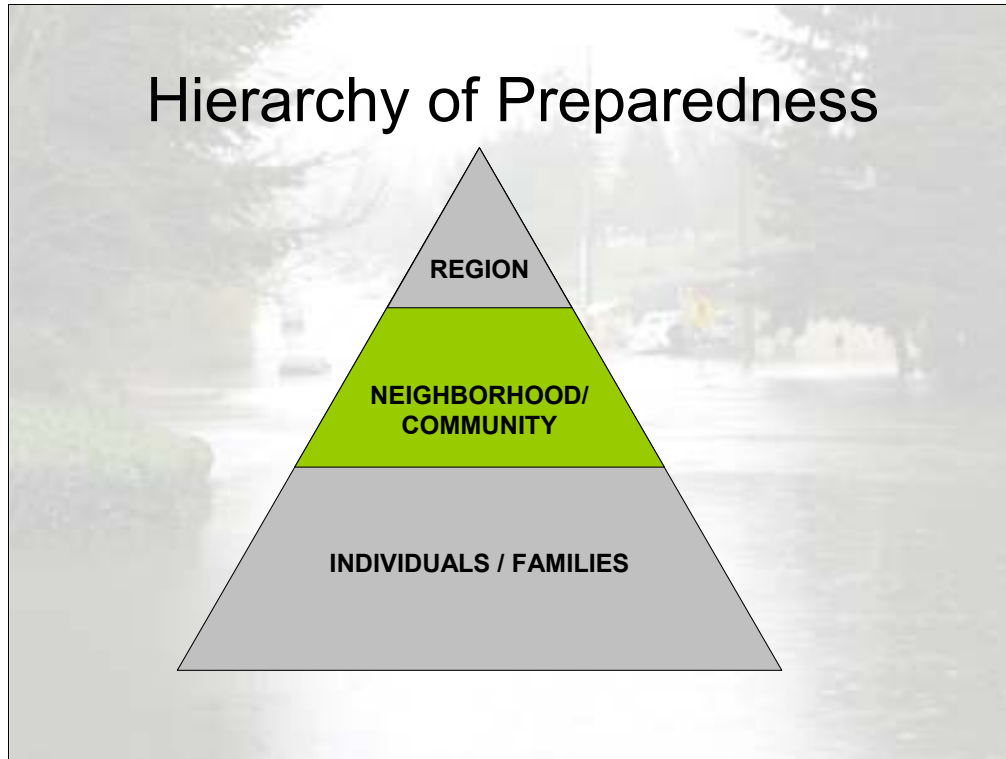 Hierarchy of Preparedness
REGION
NEIGHBORHOOD/
COMMUNITY
INDIVIDUALS / FAMILIES